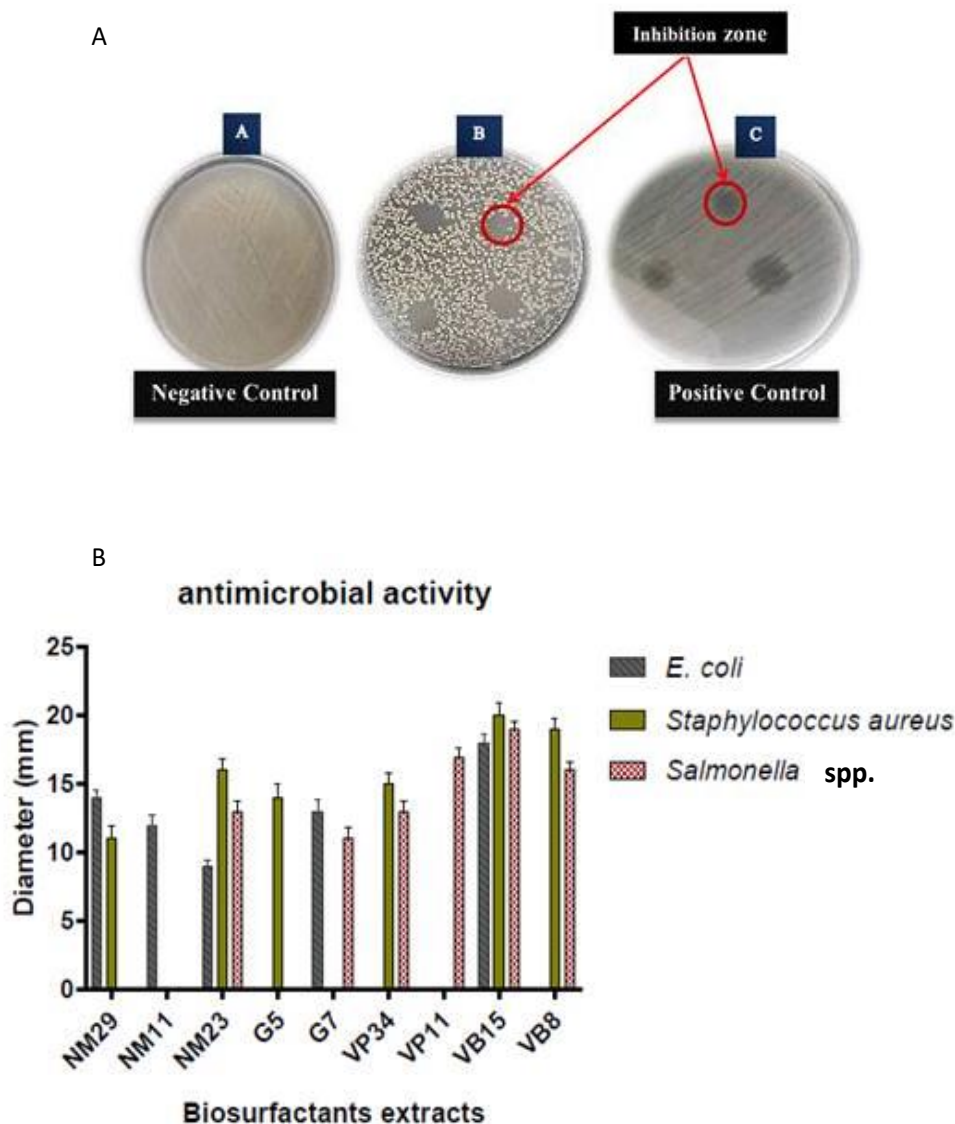 A
Inhibition zone
A
B
C
Negative Control
Positive Control
B
antimicrobial activity
25
20
15
10
5
0
Diameter (mm)
E. coli
Staphylococcus aureus
Salmonella spp.
NM29
NM11
NM23
G5
G7
VP34
VP11
VB15
VB8
Biosurfactants extracts